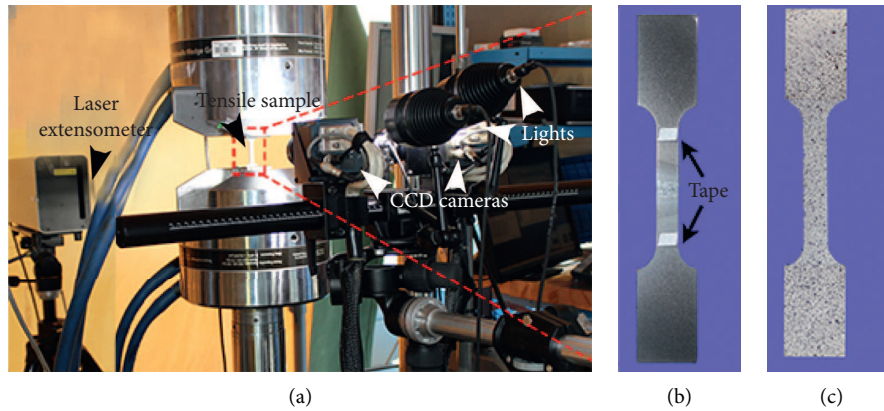 Laser
extensometer
Tensile sample
Lights
CCD cameras
Tape
(a)
(b)
(c)